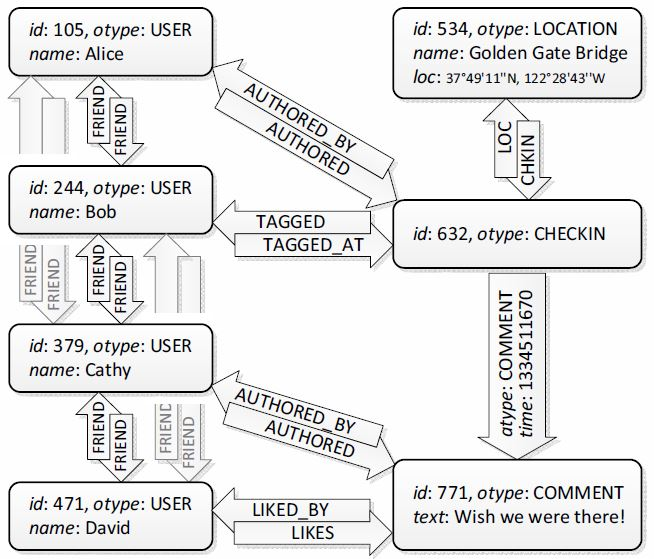 id: 105, otype: USER
name: Alice
id: 534, otype: LOCATION
name: Golden Gate Bridge
loc: 37°49'11''N, 122°28'43''W
FRIEND
FRIEND
AUTHORED_BY
AUTHORED
LOC
CHKIN
id: 244, otype: USER
name: Bob
TAGGED
TAGGED_AT
id: 632, otype: CHECKIN
FRIEND
FRIEND
FRIEND
FRIEND
atype: COMMENT
time: 1334511670
id: 379, otype: USER
name: Cathy
AUTHORED_BY
AUTHORED
FRIEND
FRIEND
FRIEND
FRIEND
id: 471, otype: USER
name: David
LIKED_BY
LIKES
id: 771, otype: COMMENT
text: Wish we were there!